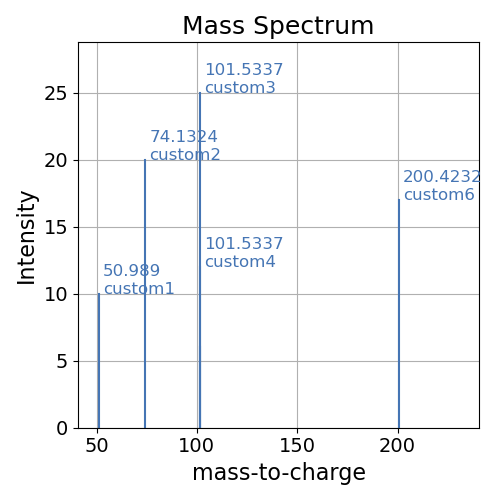 Mass Spectrum
101.5337
custom3
74.1324
custom2
200.4232
custom6
101.5337
custom4
50.989
custom1
25
20
15
10
5
0
Intensity
50
100
150
200
mass-to-charge